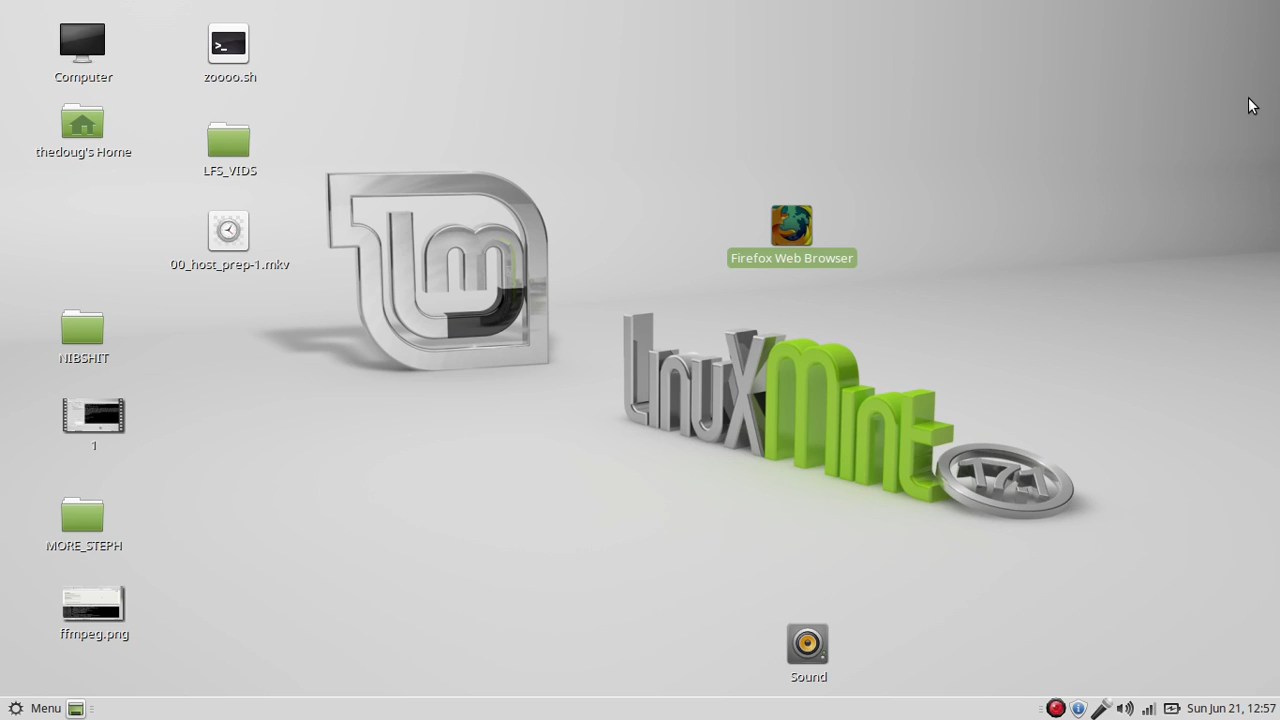 Computer
zoooo.sh
thedoug's Home
LFS_VIDS
00_host_prep-1.mkv
Firefox Web Browser
lm
NIBSHIT
LinuxMint 17.1
1
MORE_STEPH
ffmpeg.png
Sound
Menu
Sun Jun 21, 12:57